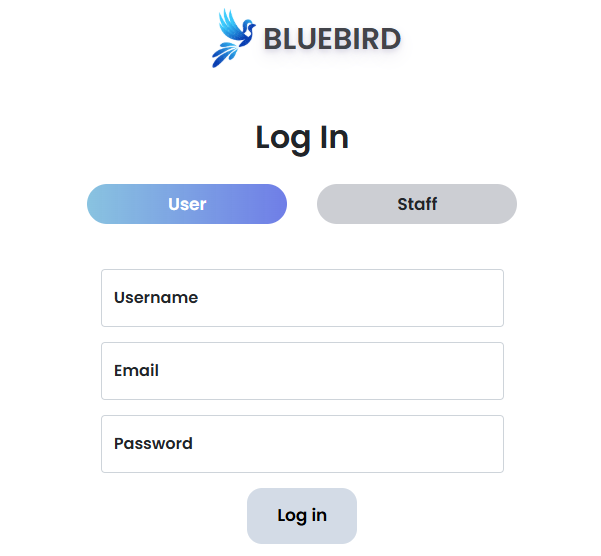 BLUEBIRD
Log In
User Staff
Username
Email
Password
Log in